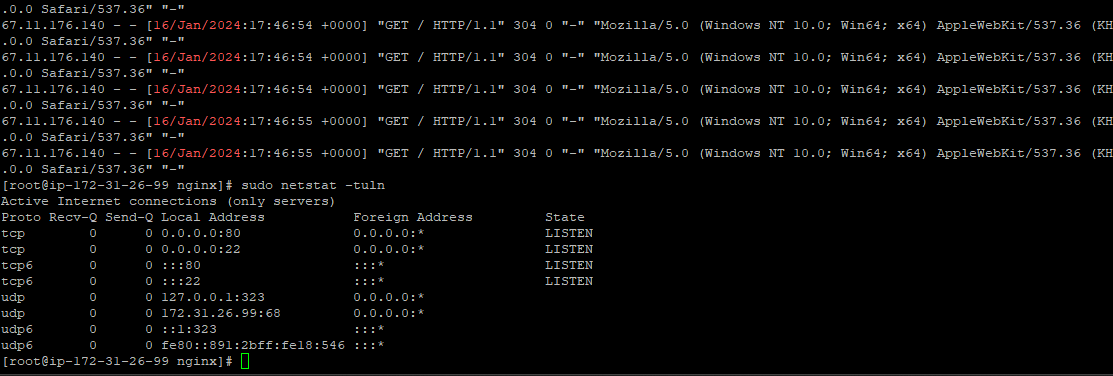 .0.0 Safari/537.36" "-"
67.11.176.140 - - [16/Jan/2024:17:46:54 +0000] "GET / HTTP/1.1" 304 0 "-" "Mozilla/5.0 (Windows NT 10.0; Win64; x64) AppleWebKit/537.36 (KH
.0.0 Safari/537.36" "-"
67.11.176.140 - - [16/Jan/2024:17:46:54 +0000] "GET / HTTP/1.1" 304 0 "-" "Mozilla/5.0 (Windows NT 10.0; Win64; x64) AppleWebKit/537.36 (KH
.0.0 Safari/537.36" "-"
67.11.176.140 - - [16/Jan/2024:17:46:54 +0000] "GET / HTTP/1.1" 304 0 "-" "Mozilla/5.0 (Windows NT 10.0; Win64; x64) AppleWebKit/537.36 (KH
.0.0 Safari/537.36" "-"
67.11.176.140 - - [16/Jan/2024:17:46:55 +0000] "GET / HTTP/1.1" 304 0 "-" "Mozilla/5.0 (Windows NT 10.0; Win64; x64) AppleWebKit/537.36 (KH
.0.0 Safari/537.36" "-"
67.11.176.140 - - [16/Jan/2024:17:46:55 +0000] "GET / HTTP/1.1" 304 0 "-" "Mozilla/5.0 (Windows NT 10.0; Win64; x64) AppleWebKit/537.36 (KH
.0.0 Safari/537.36" "-"
[root@ip-172-31-26-99 nginx]# sudo netstat -tuln
Active Internet connections (only servers)
Proto Recv-Q Send-Q Local Address           Foreign Address         State
tcp        0      0 0.0.0.0:80              0.0.0.0:*               LISTEN
tcp        0      0 0.0.0.0:22              0.0.0.0:*               LISTEN
tcp6       0      0 :::80                   :::*                    LISTEN
tcp6       0      0 :::22                   :::*                    LISTEN
udp        0      0 127.0.0.1:323           0.0.0.0:*
udp        0      0 172.31.26.99:68         0.0.0.0:*
udp6       0      0 ::1:323                 :::*
udp6       0      0 fe80::891:2bff:fe18:546 :::*
[root@ip-172-31-26-99 nginx]#